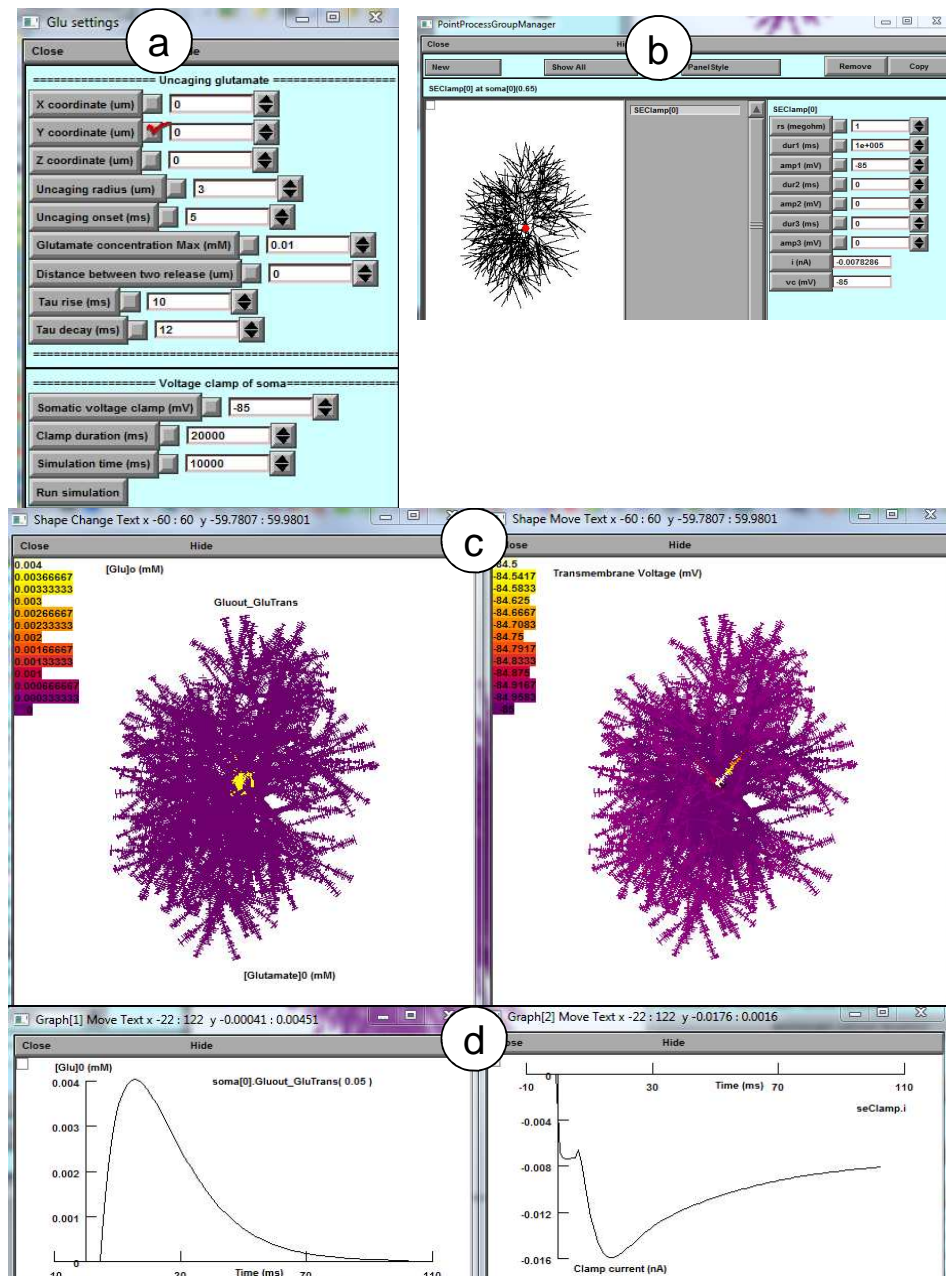 Glu settings
a
Close
======== Uncaging glutamate
X coordinate (um) 0
Y coordinate (um) 0
Z coordinate (um) 0
Uncaging radius (um) 3
Uncaging onset (ms) 5
Glutamate concentration Max (mM) 0.01
Distance between two release (um) 0
Tau rise (ms) 10
Tau decay (ms) 12
======== Voltage clamp of soma========
Somatic voltage clamp (mV) -85
Clamp duration (ms) 20000
Simulation time (ms) 10000
Run simulation
PointProcessGroupManager
b
Close
New Show All PanelStyle Remove Copy
SEClamp[0] at soma[0](0.65)
SEClamp[0]
SEClamp[0]
rs (megohm) 1
dur1 (ms) 1e+005
amp1 (mV) -85
dur2 (ms) 0
amp2 (mV) 0
dur3 (ms) 0
amp3 (mV) 0
i (nA) -0.0078286
vc (mV) -85
c
Shape Change Text x -60 : 60 y -59.7807 : 59.9801
Close Hide
0.004
0.00366667
0.00333333
0.003
0.00266667
0.00233333
0.002
0.00166667
0.00133333
0.001
0.000666667
0.000333333
[Glu]o (mM)
Gluout_GluTrans
[Glutamate]0 (mM)
Shape Move Text x -60 : 60 y -59.7807 : 59.9801
Hide
-84.5417
-84.5833
-84.625
-84.6667
-84.7083
-84.75
-84.7917
-84.8333
-84.875
-84.9167
-84.9583
Transmembrane Voltage (mV)
d
Graph[1] Move Text x -22 : 122 y -0.00041 : 0.00451
Close Hide
[Glu]0 (mM)
0.004
soma[0].Gluout_GluTrans( 0.05 )
0.003
0.002
0.001
0
Time (ms) 70
110
Graph[2] Move Text x -22 : 122 y -0.0176 : 0.0016
Hide
0
-10 30 Time (ms) 70 110
seClamp.i
-0.004
-0.008
-0.012
-0.016
Clamp current (nA)